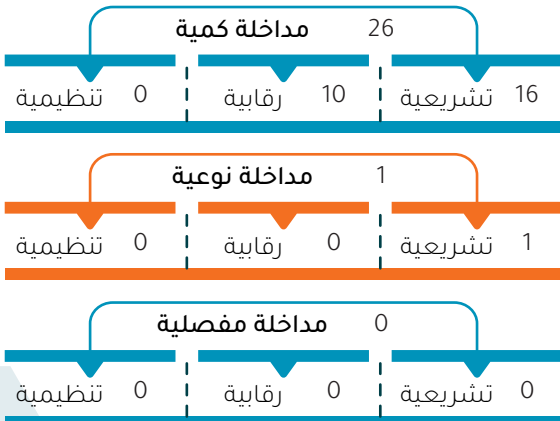 26 مداخلة كمية
16 تشريعية 10 رقابية 0 تنظيمية
1 مداخلة نوعية
1 تشريعية 0 رقابية 0 تنظيمية
0 مداخلة مفصلية
0 تشريعية 0 رقابية 0 تنظيمية